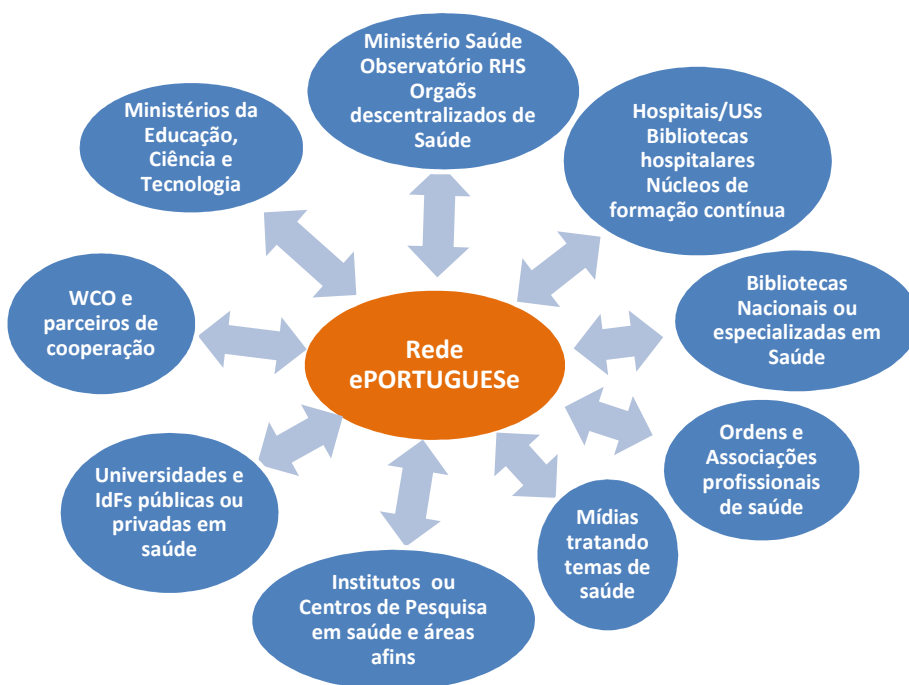 Ministério Saúde
Observatório RHS
Orgaõs
descentralizados de
Saúde
Hospitais/USs
Bibliotecas
hospitalares
Núcleos de
formação contínua
Bibliotecas
Nacionais ou
especializadas em
Saúde
Ordens e
Associações
profissionais
de saúde
Mídias
tratando
temas de
saúde
Institutos ou
Centros de Pesquisa
em saúde e áreas
afins
Universidades e
IdFs públicas ou
privadas em
saúde
WCO e
parceiros de
cooperação
Ministérios da
Educação,
Ciência e
Tecnologia
Rede
ePORTUGUESe